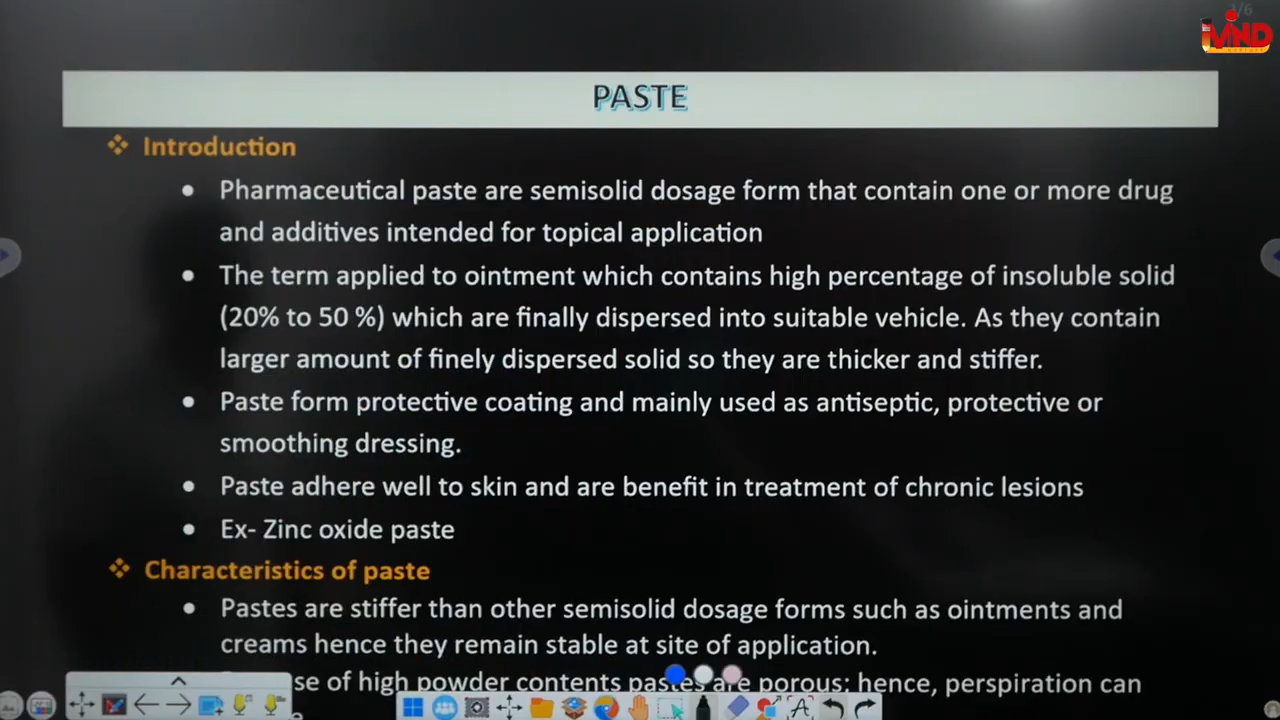 1/6
MIND
PASTE
❖ Introduction
• Pharmaceutical paste are semisolid dosage form that contain one or more drug
and additives intended for topical application
• The term applied to ointment which contains high percentage of insoluble solid
(20% to 50 %) which are finally dispersed into suitable vehicle. As they contain
larger amount of finely dispersed solid so they are thicker and stiffer.
• Paste form protective coating and mainly used as antiseptic, protective or
smoothing dressing.
• Paste adhere well to skin and are benefit in treatment of chronic lesions
• Ex- Zinc oxide paste
❖ Characteristics of paste
• Pastes are stiffer than other semisolid dosage forms such as ointments and
creams hence they remain stable at site of application.
se of high powder contents pastes are porous; hence, perspiration can